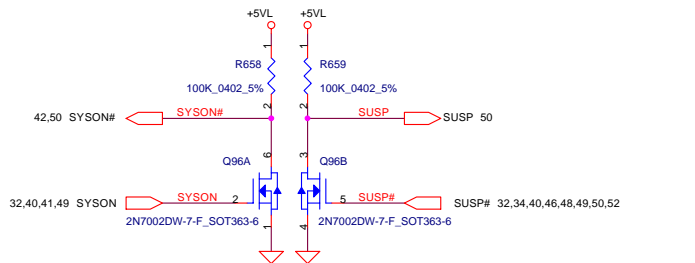 +5VL +5VL
1 1
R658 R659
100K_0402_5% 100K_0402_5%
2 2
42,50 SYSON# SYSON# SUSP SUSP 50
6 3
Q96A Q96B
32,40,41,49 SYSON SYSON 2 5 SUSP# SUSP# 32,34,40,46,48,49,50,52
2N7002DW-7-F_SOT363-6 2N7002DW-7-F_SOT363-6
1 4